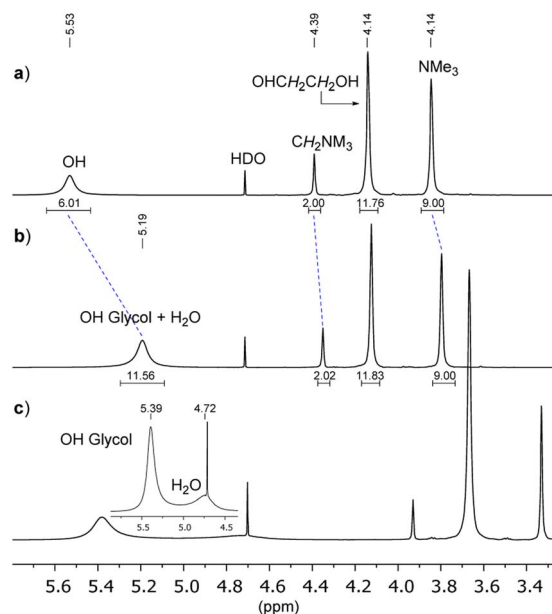 5.53
4.39
4.14
4.14
a)
OHCH2CH2OH
NMe3
CH2NM3
OH
HDO
6.01
2.00
11.76
9.00
5.19
b)
OH Glycol + H2O
11.56
2.02
11.83
9.00
c)
5.39
4.72
OH Glycol
H2O
5.5
5.0
4.5
5.6
5.4
5.2
5.0
4.8
4.6
4.4
4.2
4.0
3.8
3.6
3.4
(ppm)